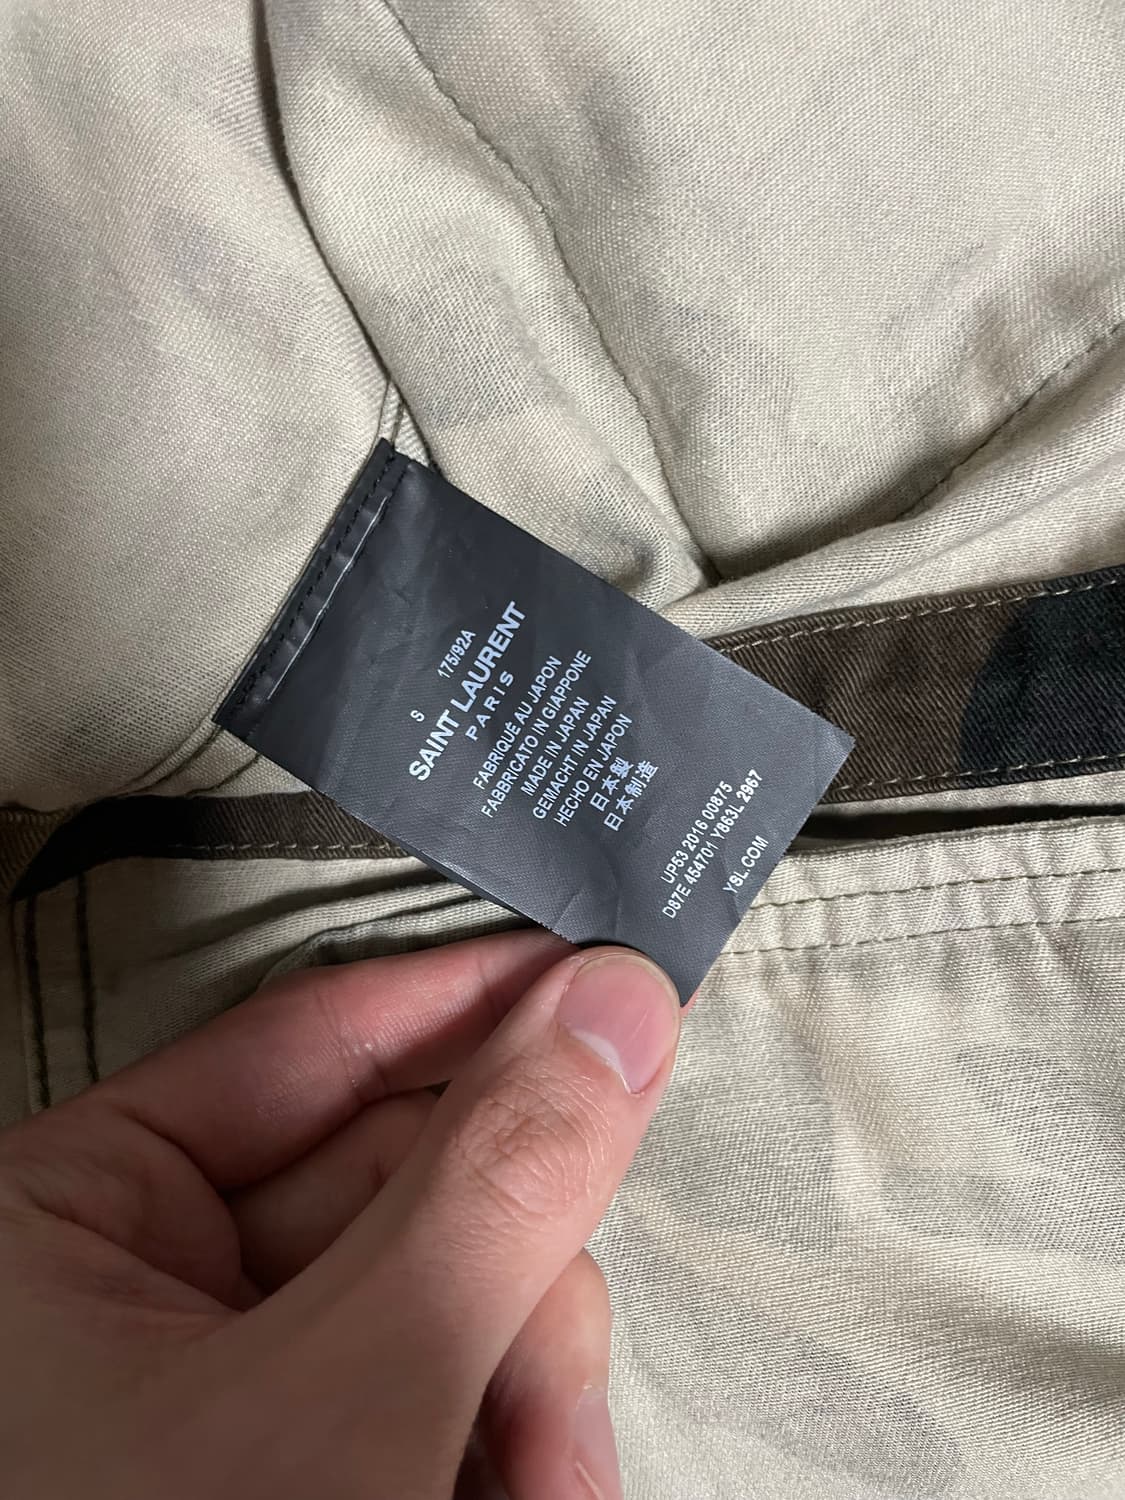 S 175/92A
SAINT LAURENT
PARIS
FABRIQUÉ AU JAPON
FABBRICATO IN GIAPPONE
MADE IN JAPAN
GEMACHT IN JAPAN
HECHO EN JAPON
日本製
日本制造
UP53 2016 00875
D87E 454701 Y863L 2967
YSL.COM